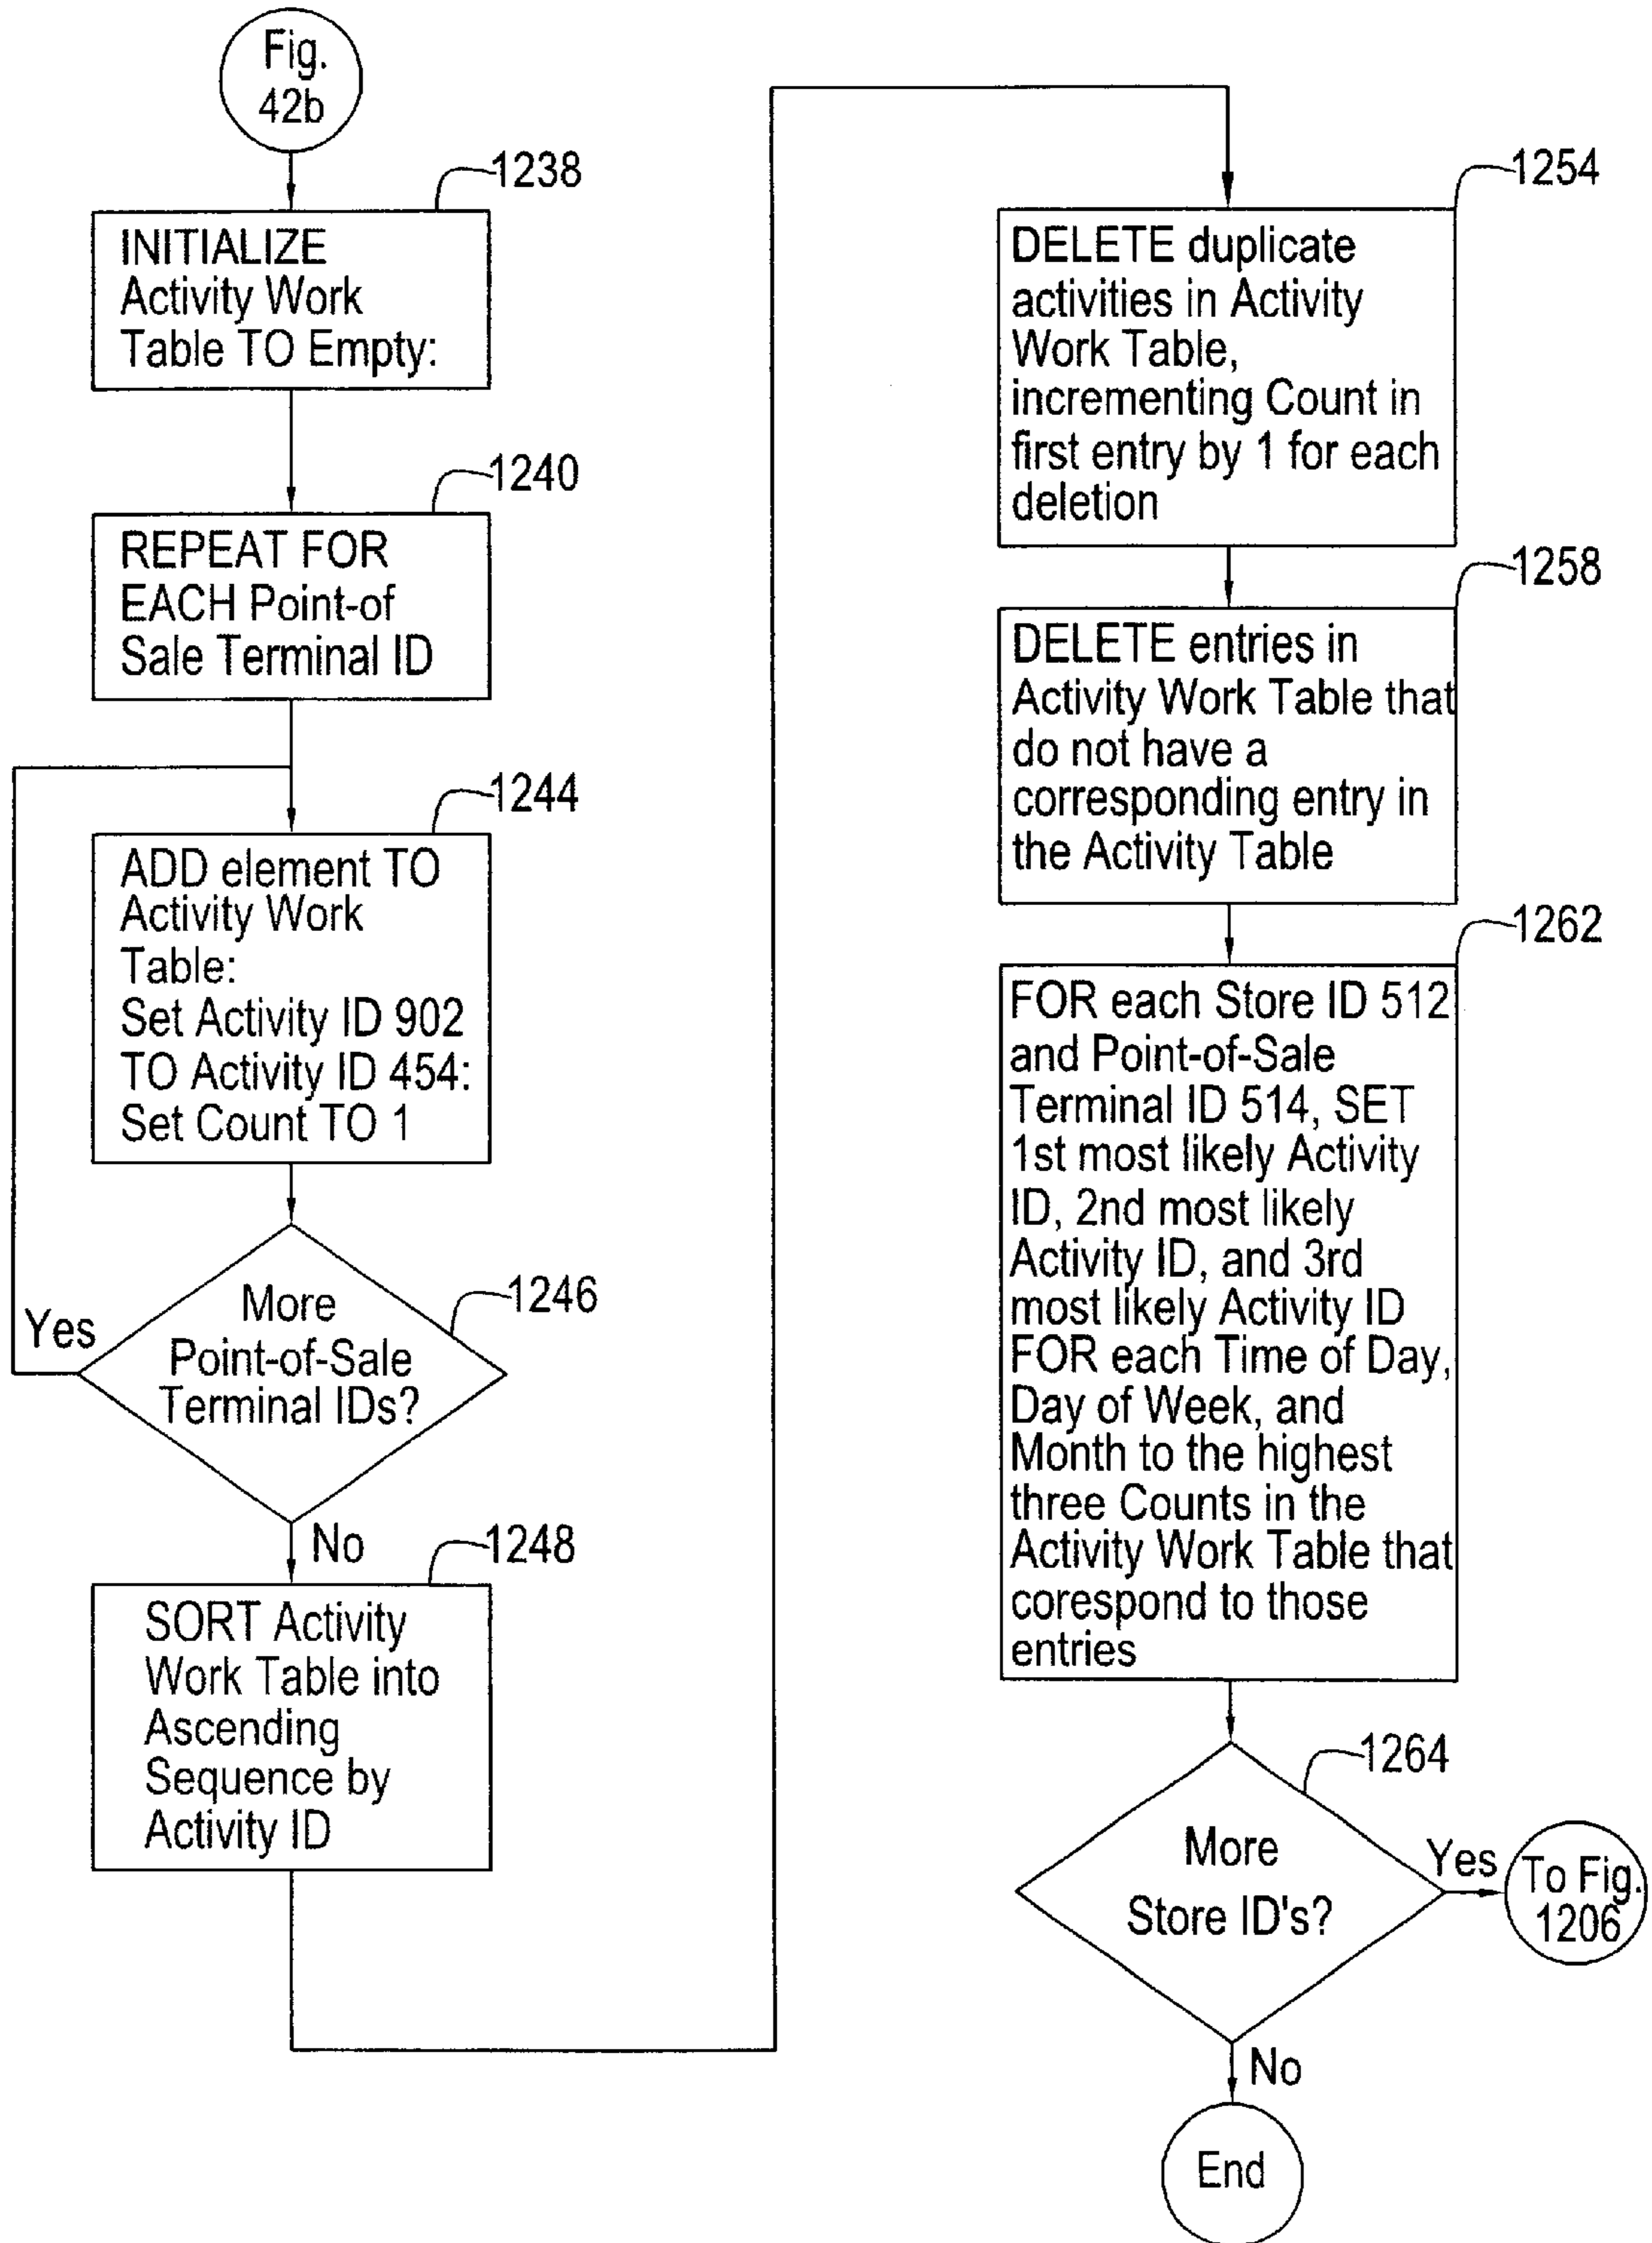 Fig.
42b
1238
INITIALIZE
Activity Work
Table TO Empty:
1240
REPEAT FOR
EACH Point-of
Sale Terminal ID
1244
ADD element TO
Activity Work
Table:
Set Activity ID 902
TO Activity ID 454:
Set Count TO 1
1246
More
Point-of-Sale
Terminal IDs?
Yes
No
1248
SORT Activity
Work Table into
Ascending
Sequence by
Activity ID
1254
DELETE duplicate
activities in Activity
Work Table,
incrementing Count in
first entry by 1 for each
deletion
1258
DELETE entries in
Activity Work Table that
do not have a
corresponding entry in
the Activity Table
1262
FOR each Store ID 512
and Point-of-Sale
Terminal ID 514, SET
1st most likely Activity
ID, 2nd most likely
Activity ID, and 3rd
most likely Activity ID
FOR each Time of Day,
Day of Week, and
Month to the highest
three Counts in the
Activity Work Table that
corespond to those
entries
1264
More
Store ID's?
Yes
To Fig.
1206
No
End